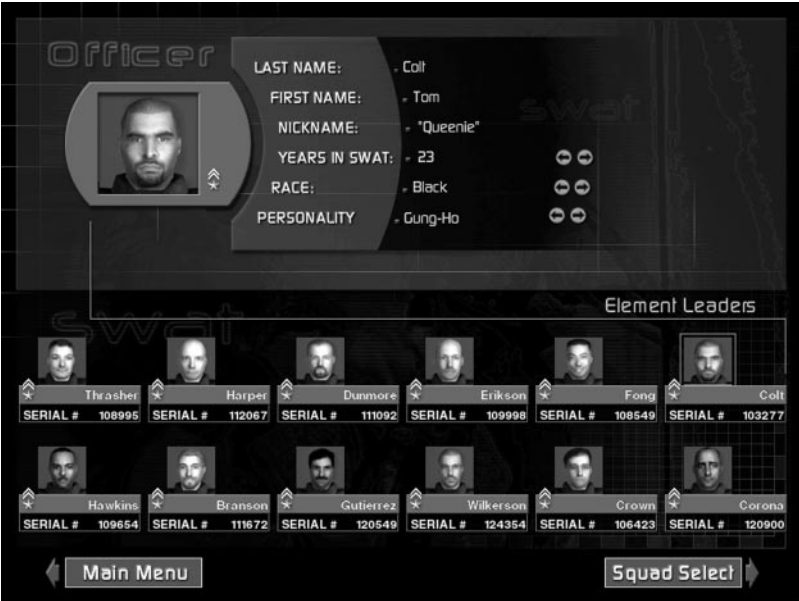 Officer
LAST NAME: Colt
FIRST NAME: Tom
swat
NICKNAME: "Queenie"
YEARS IN SWAT: 23
RACE: Black
PERSONALITY Gung-Ho
Element Leaders
swat
Thrasher Harper Dunmore Erikson Fong Colt
SERIAL # 108995 SERIAL # 112067 SERIAL # 111092 SERIAL # 109998 SERIAL # 108549 SERIAL # 103277
Hawkins Branson Gutierrez Wilkerson Crown Corona
SERIAL # 109654 SERIAL # 111672 SERIAL # 120549 SERIAL # 124354 SERIAL # 106423 SERIAL # 120900
Main Menu Squad Select